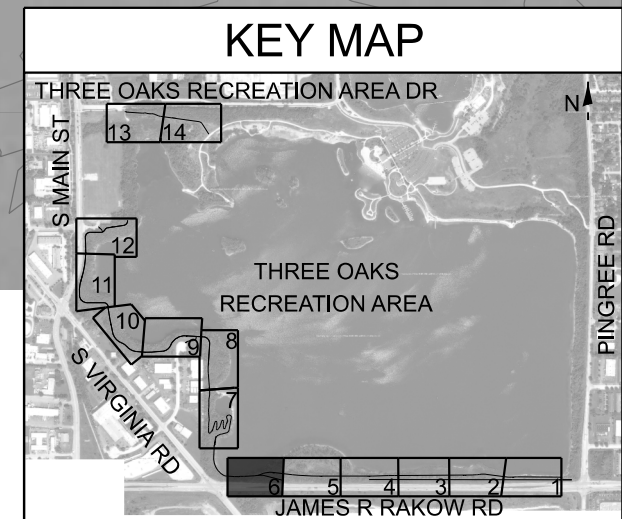 KEY MAP
THREE OAKS RECREATION AREA DR
N
S MAIN ST
13
14
12
11
10
9
8
7
THREE OAKS
RECREATION AREA
PINGREE RD
S VIRGINIA RD
6
5
4
3
2
1
JAMES R RAKOW RD